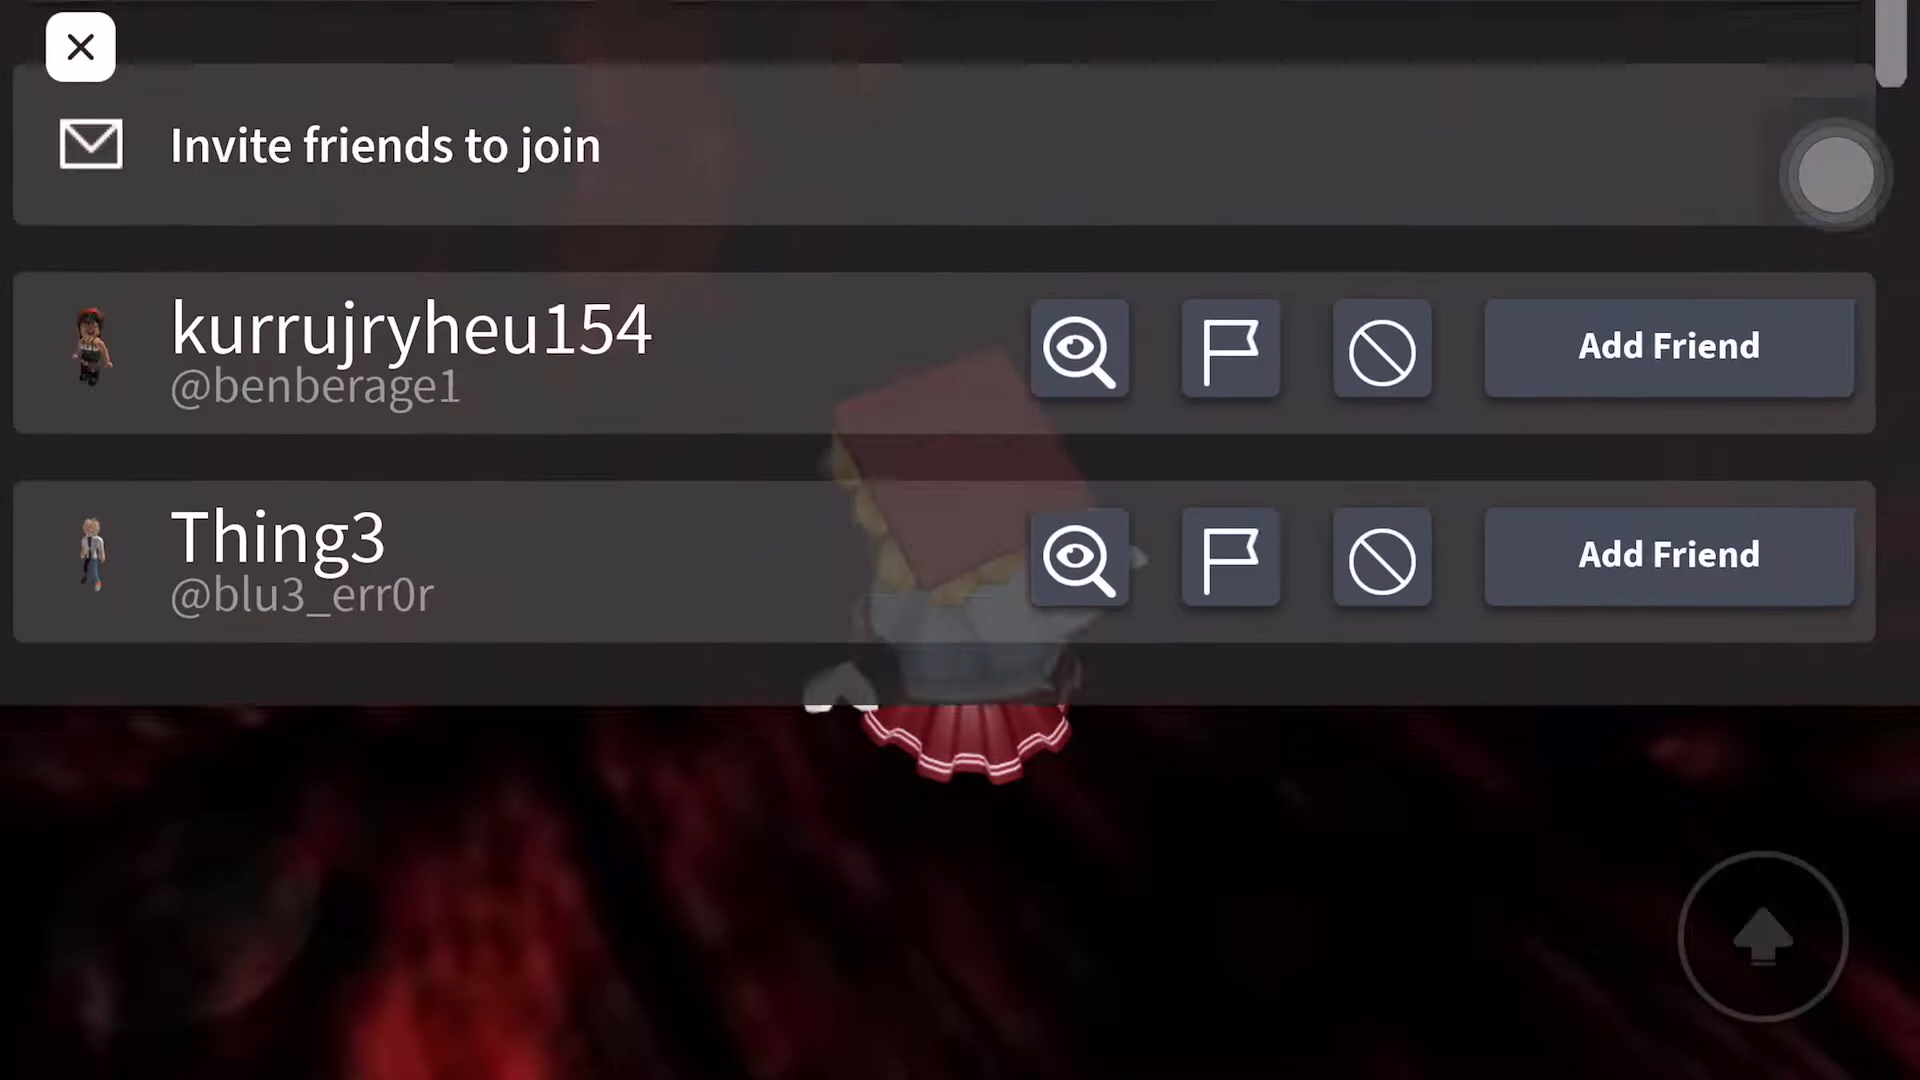 Invite friends to join
kurrujryheu154
@benberage1
Add Friend
Thing3
@blu3_err0r
Add Friend